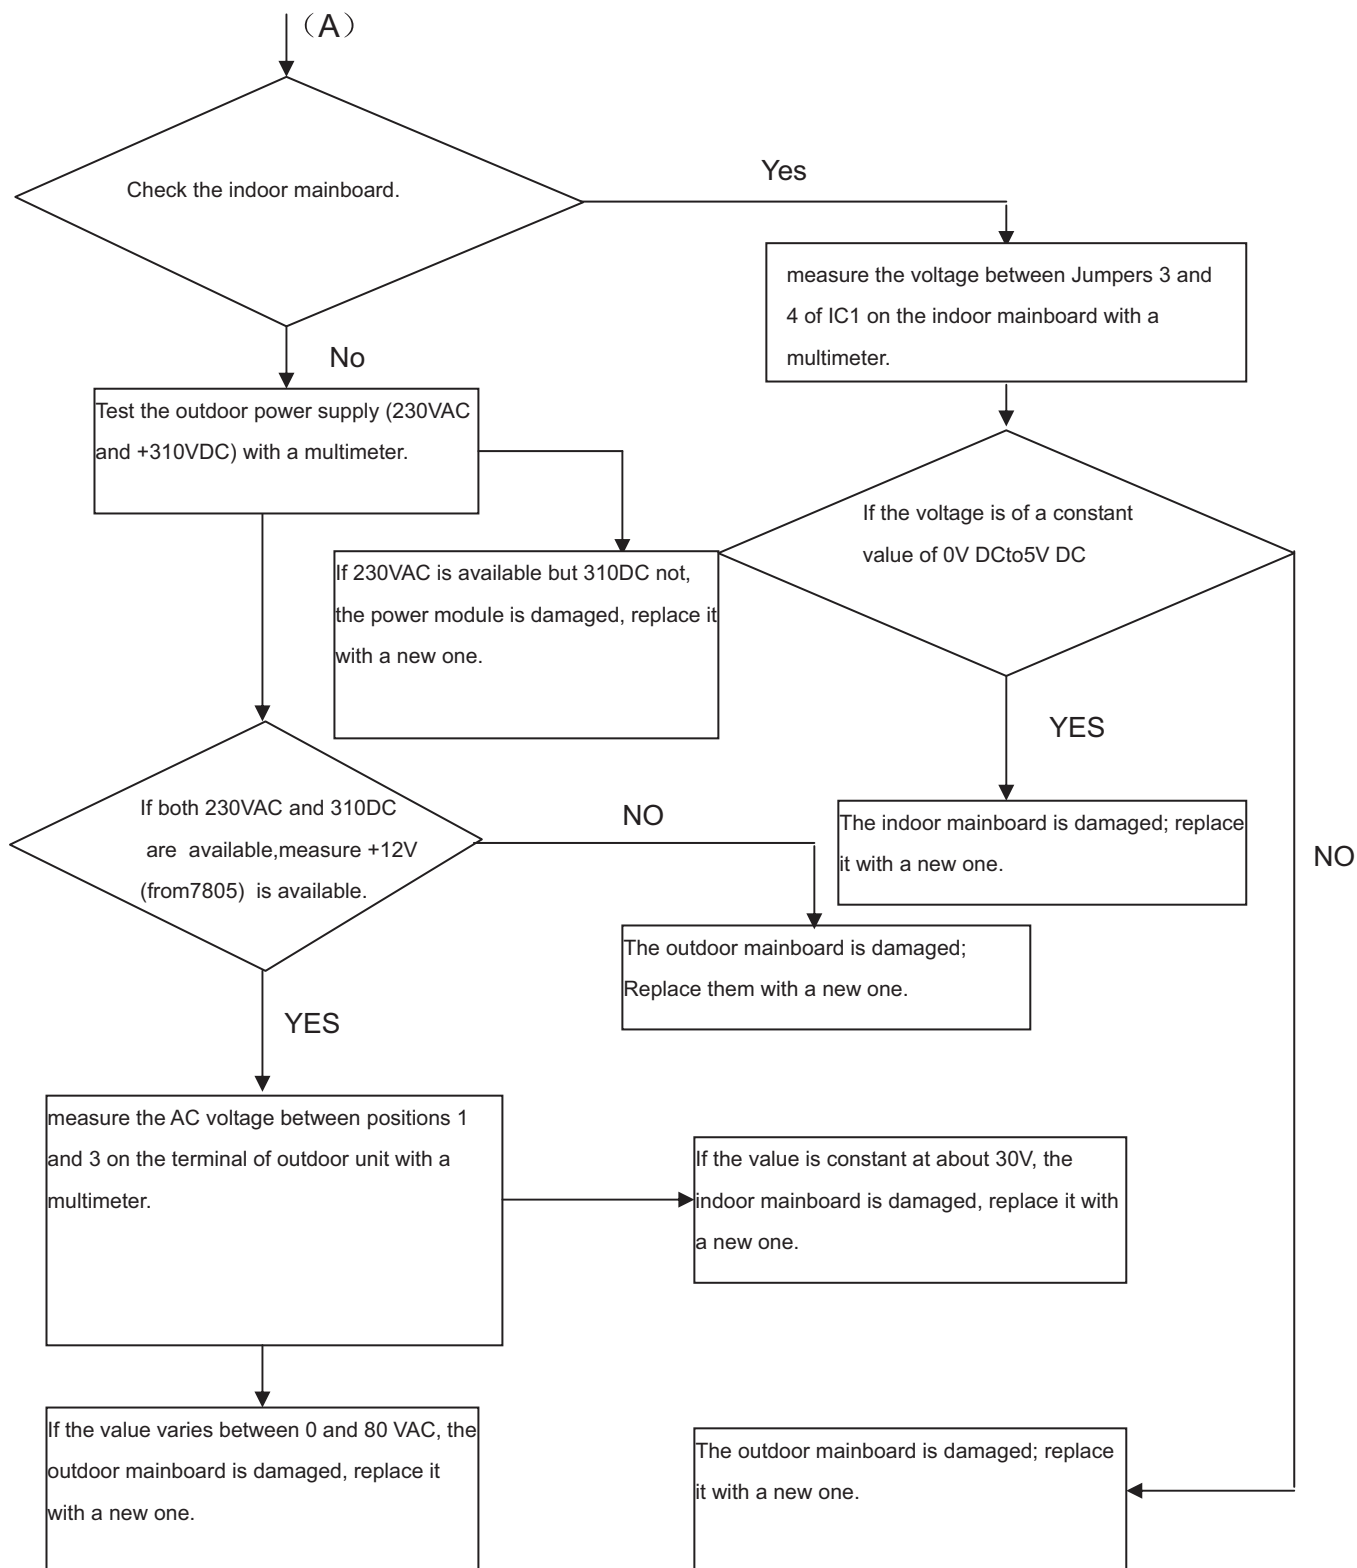 （A）
Check the indoor mainboard.
Yes
measure the voltage between Jumpers 3 and
4 of IC1 on the indoor mainboard with a
multimeter.
No
Test the outdoor power supply (230VAC
and +310VDC) with a multimeter.
If the voltage is of a constant
value of 0V DCto5V DC
If 230VAC is available but 310DC not,
the power module is damaged, replace it
with a new one.
YES
If both 230VAC and 310DC
are available,measure +12V
(from7805) is available.
NO
The indoor mainboard is damaged; replace
it with a new one.
NO
The outdoor mainboard is damaged;
Replace them with a new one.
YES
measure the AC voltage between positions 1
and 3 on the terminal of outdoor unit with a
multimeter.
If the value is constant at about 30V, the
indoor mainboard is damaged, replace it with
a new one.
If the value varies between 0 and 80 VAC, the
outdoor mainboard is damaged, replace it
with a new one.
The outdoor mainboard is damaged; replace
it with a new one.